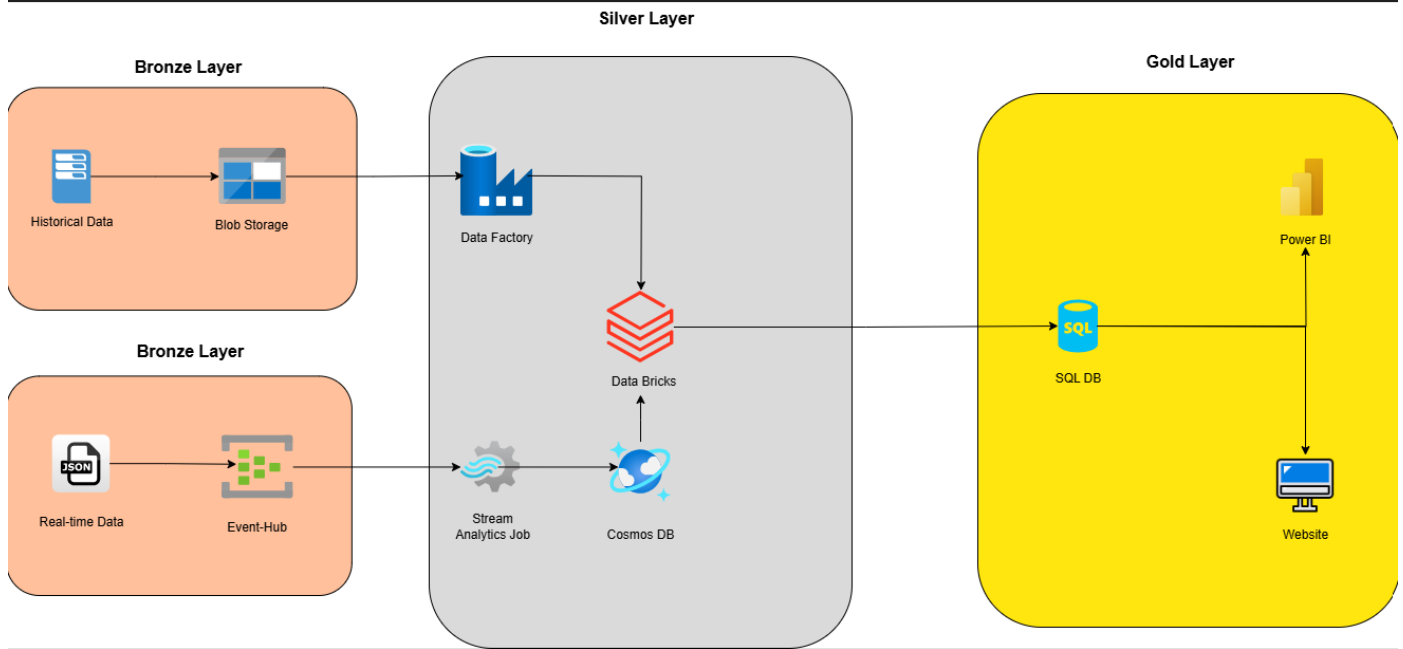 Silver Layer
Bronze Layer
Gold Layer
Historical Data
Blob Storage
Data Factory
Power BI
SQL
SQL DB
Data Bricks
Bronze Layer
JSON
Real-time Data
Event-Hub
Stream
Analytics Job
Cosmos DB
Website